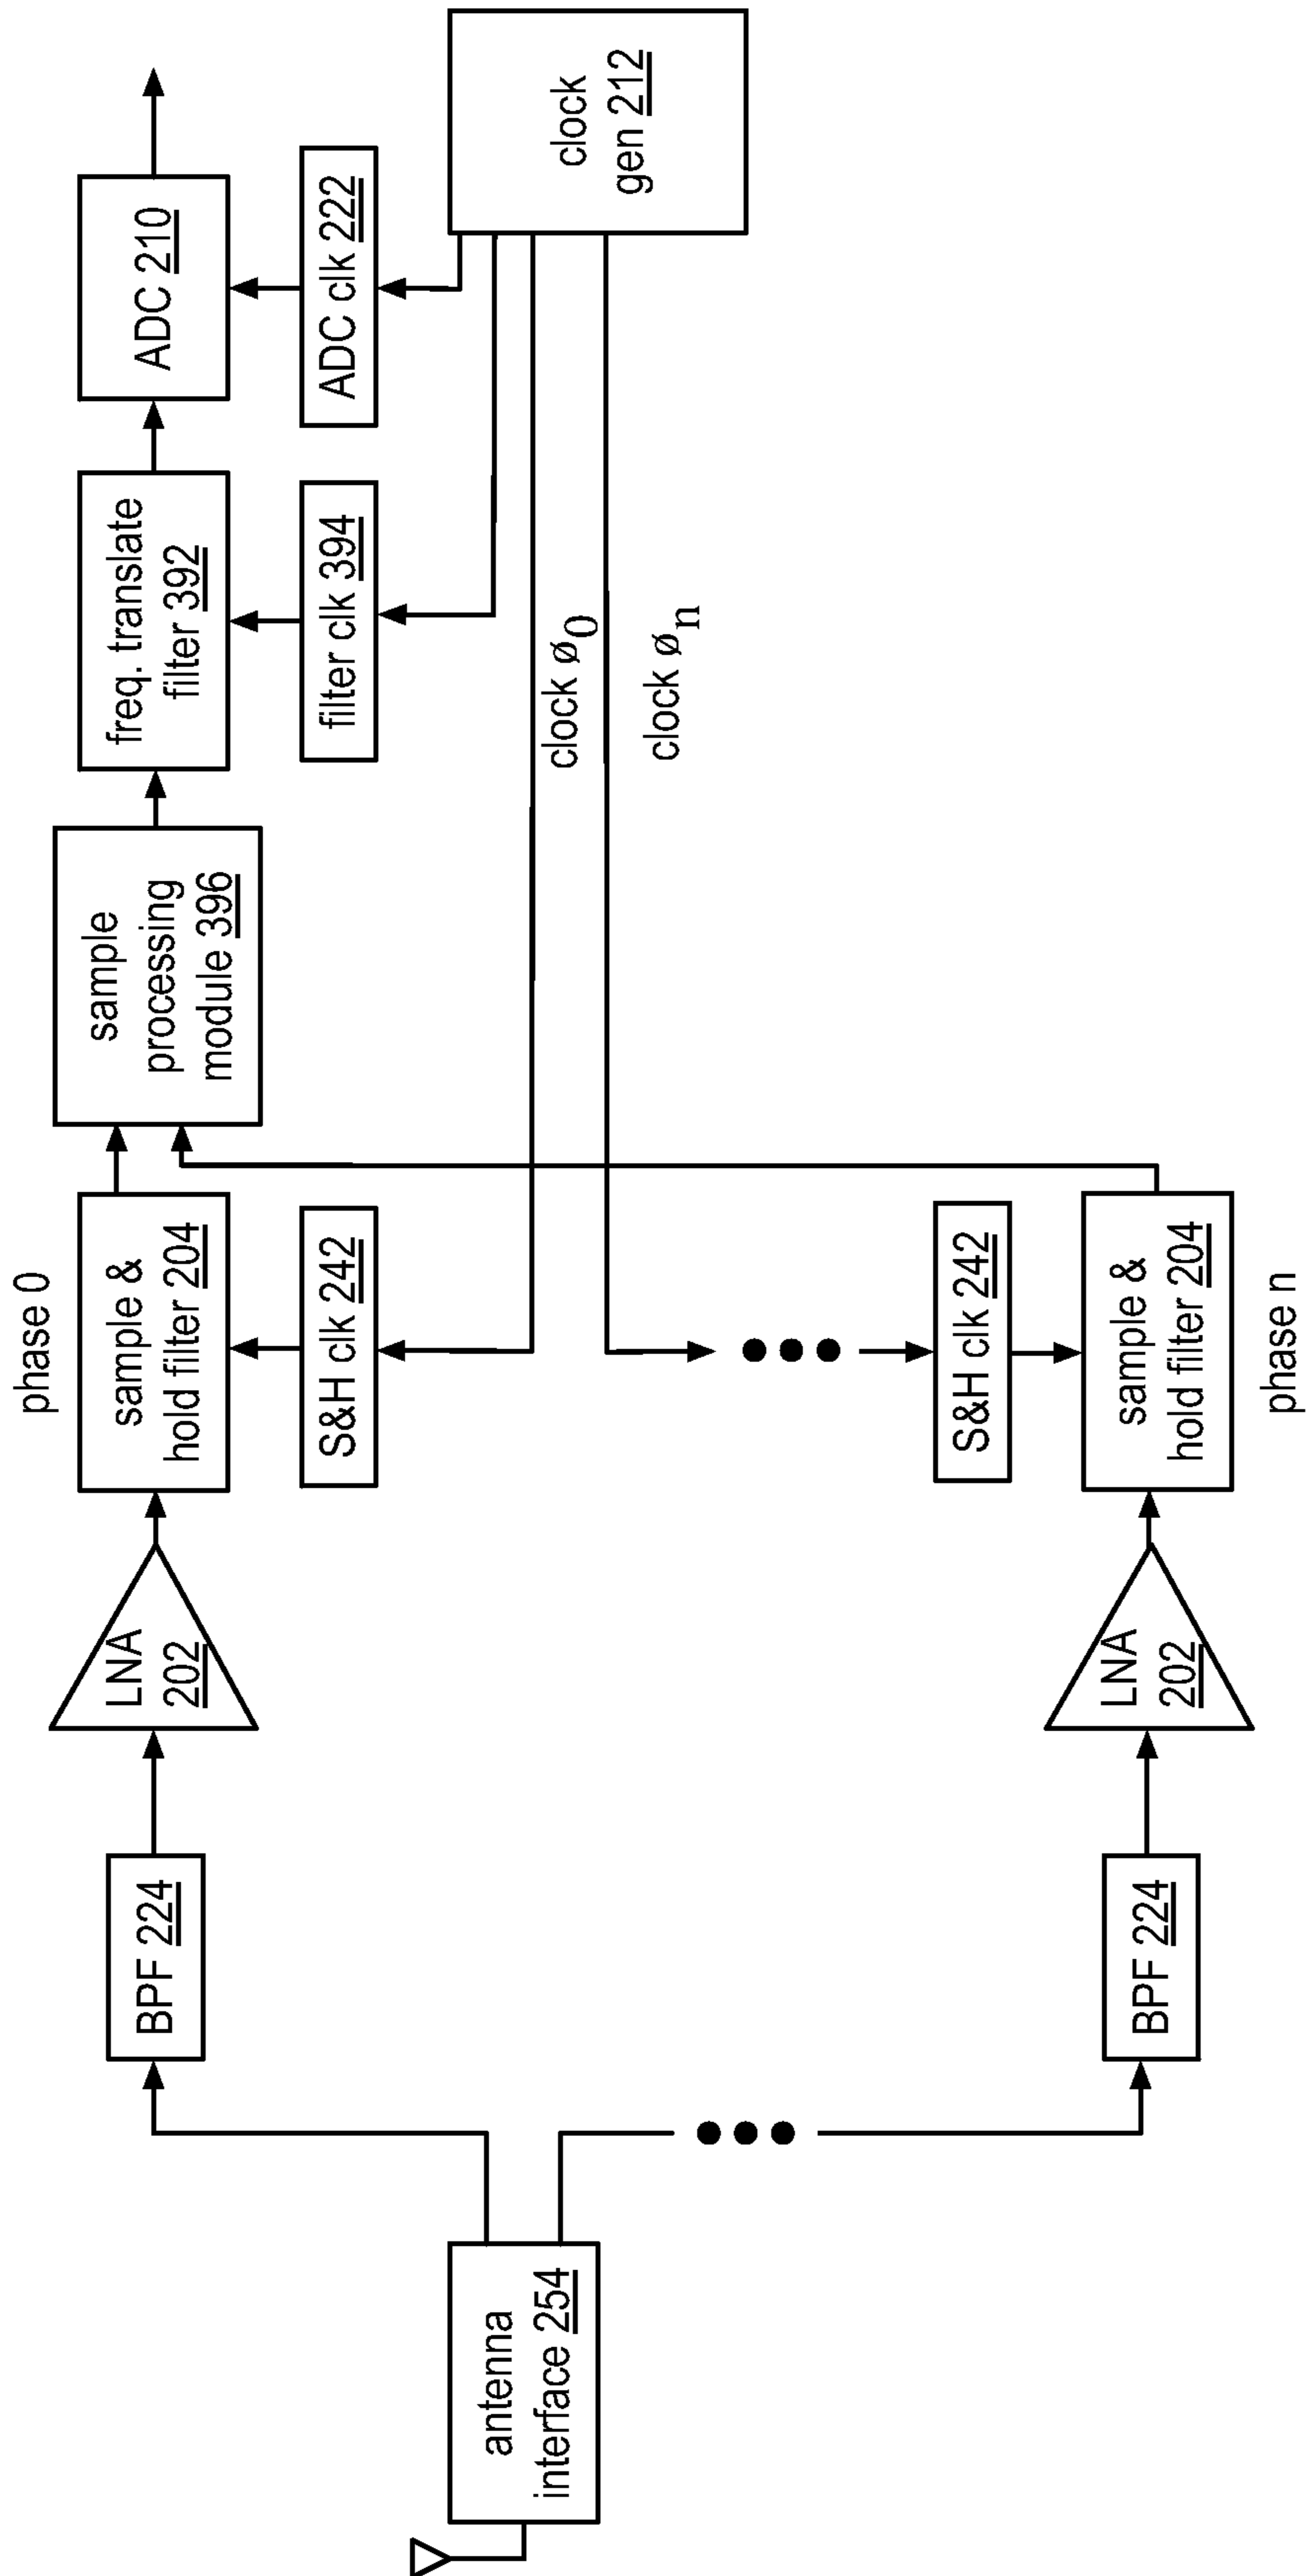 phase 0
antenna
interface 254
BPF 224
LNA
202
sample &
hold filter 204
S&H clk 242
sample
processing
module 396
freq. translate
filter 392
filter clk 394
ADC 210
ADC clk 222
clock
gen 212
clock ø0
clock øn
BPF 224
LNA
202
S&H clk 242
sample &
hold filter 204
phase n